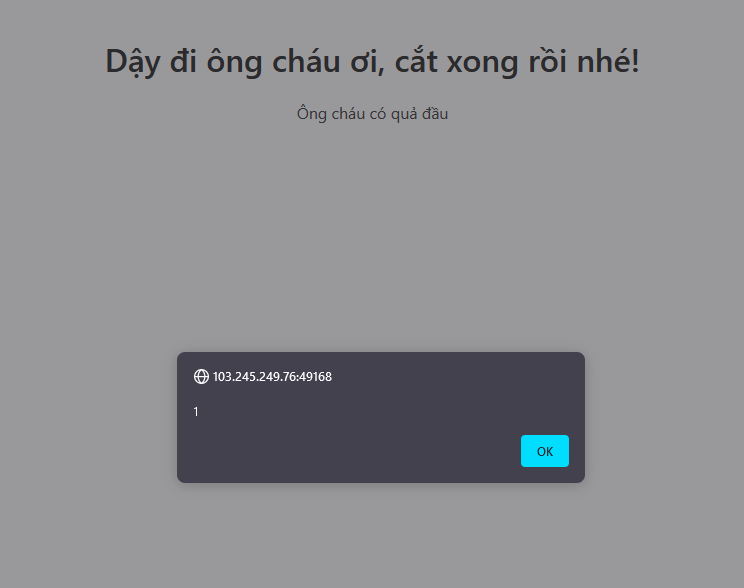 Dậy đi ông cháu ơi, cắt xong rồi nhé!
Ông cháu có quả đầu
103.245.249.76:49168
1
OK